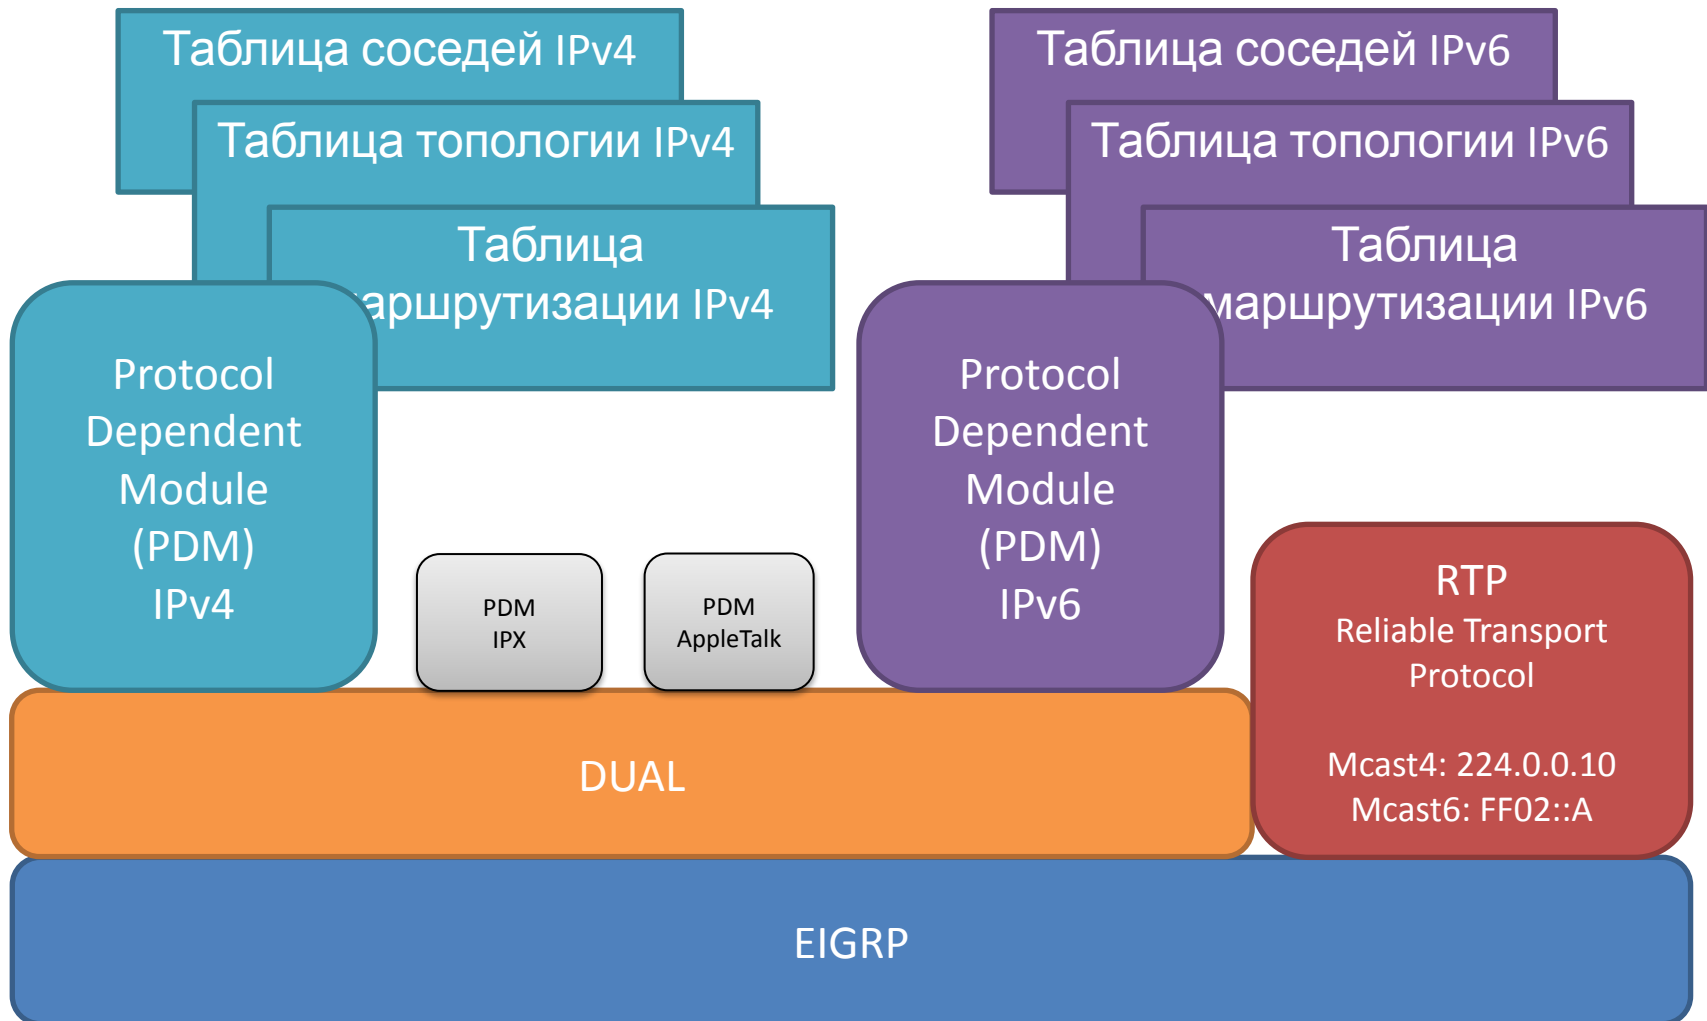 Таблица соседей IPv4
Таблица топологии IPv4
Таблица
маршрутизации IPv4
Protocol
Dependent
Module
(PDM)
IPv4
PDM
IPX
PDM
AppleTalk
Таблица соседей IPv6
Таблица топологии IPv6
Таблица
маршрутизации IPv6
Protocol
Dependent
Module
(PDM)
IPv6
RTP
Reliable Transport
Protocol
Mcast4: 224.0.0.10
Mcast6: FF02::A
DUAL
EIGRP